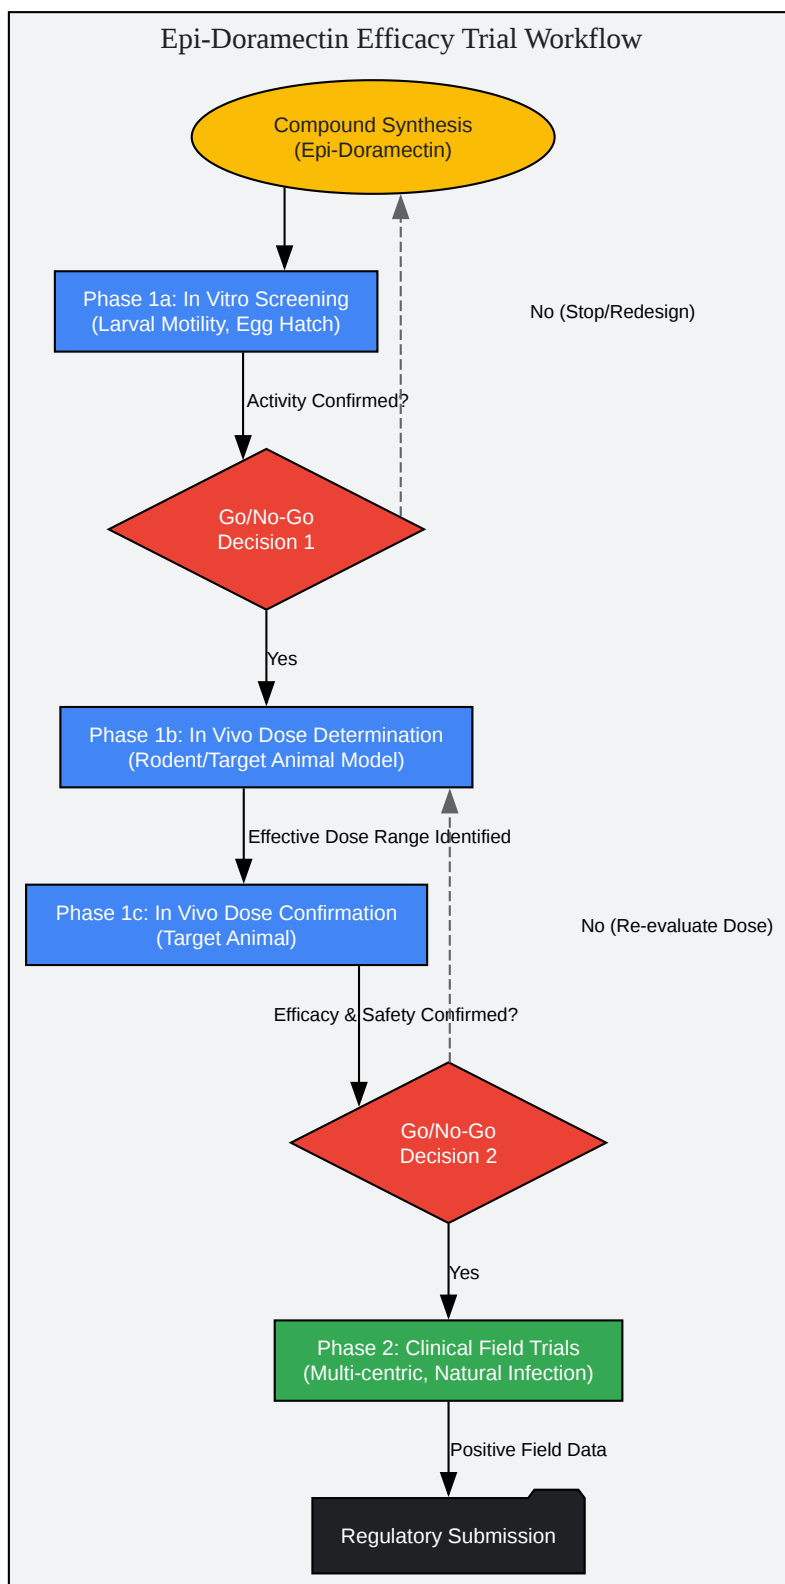 Epi-Doramectin Efficacy Trial Workflow
Compound Synthesis
(Epi-Doramectin)
Phase 1a: In Vitro Screening
(Larval Motility, Egg Hatch)
No (Stop/Redesign)
Activity Confirmed?
Go/No-Go
Decision 1
Yes
Phase 1b: In Vivo Dose Determination
(Rodent/Target Animal Model)
Effective Dose Range Identified
Phase 1c: In Vivo Dose Confirmation
(Target Animal)
No (Re-evaluate Dose)
Efficacy & Safety Confirmed?
Go/No-Go
Decision 2
Yes
Phase 2: Clinical Field Trials
(Multi-centric, Natural Infection)
Positive Field Data
Regulatory Submission